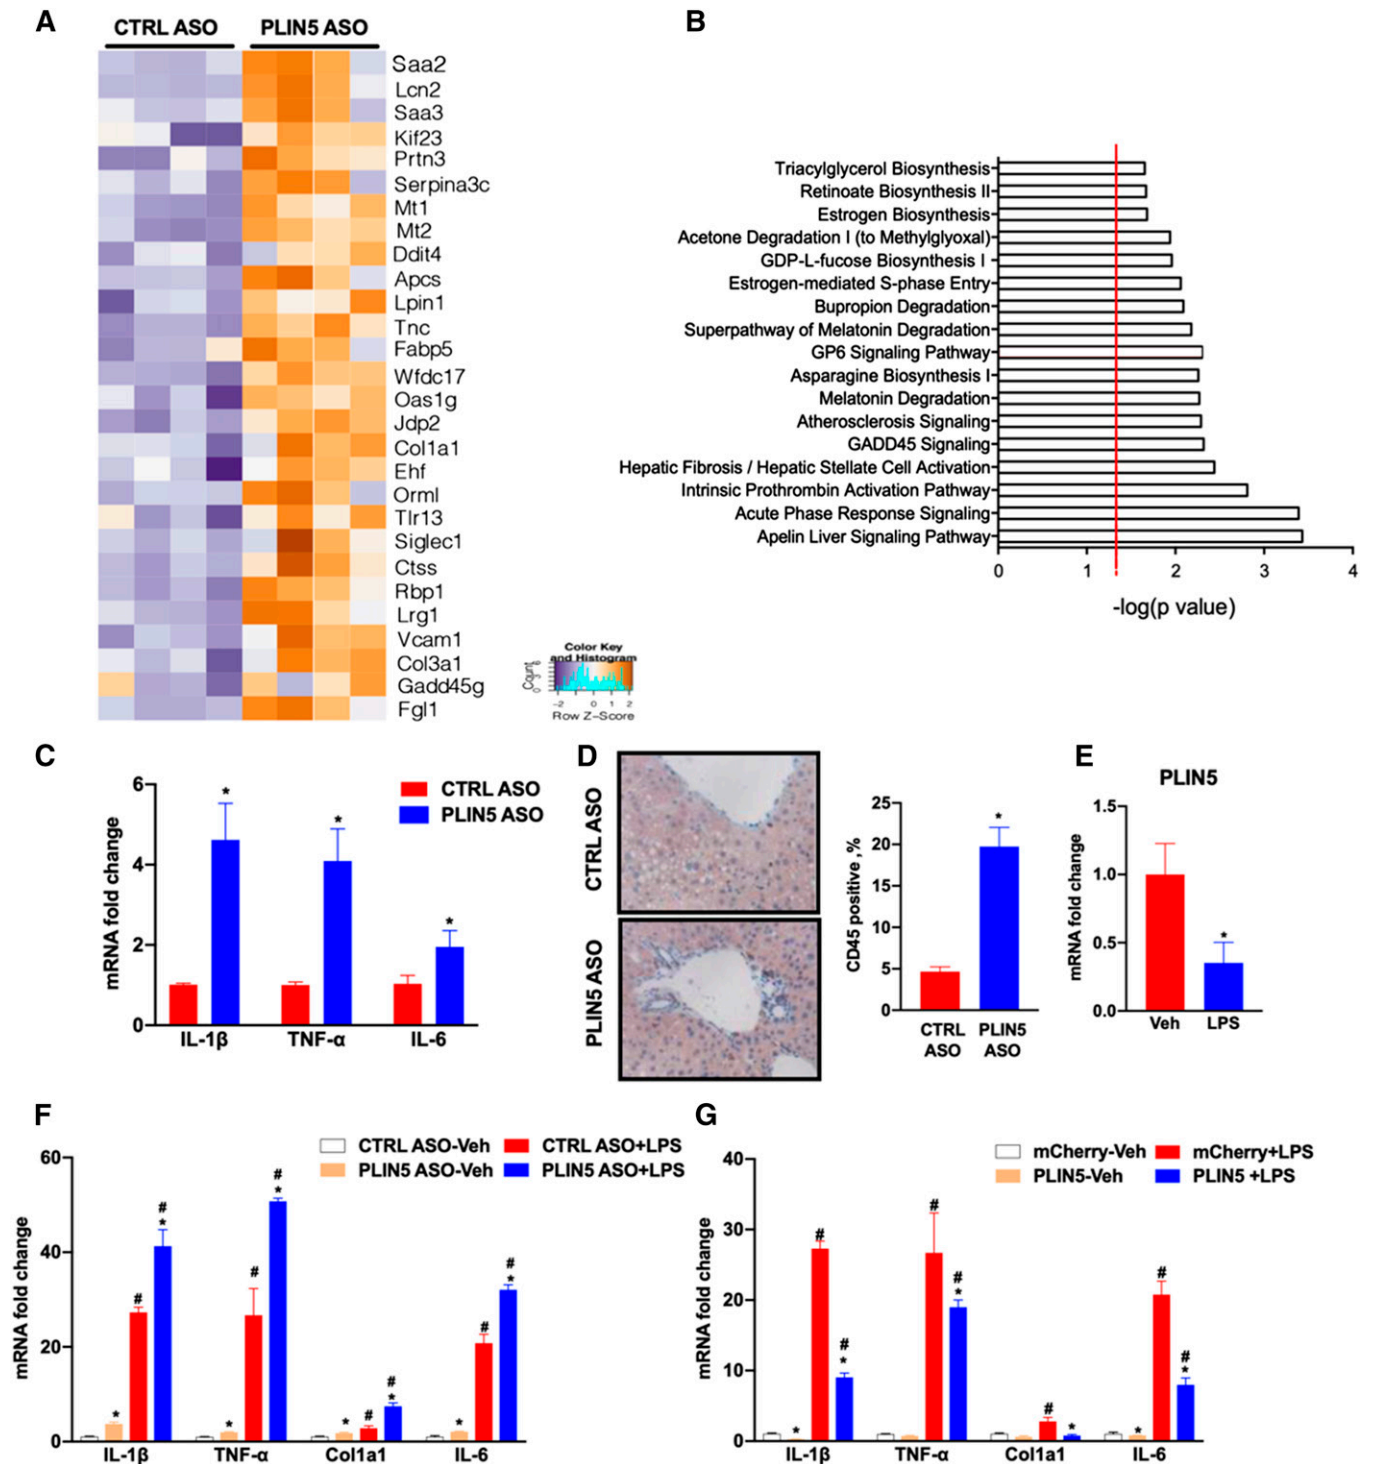 A
CTRL ASO
PLIN5 ASO
Saa2
Lcn2
Saa3
Kif23
Prtn3
Serpina3c
Mt1
Mt2
Ddit4
Apcs
Lpin1
Tnc
Fabp5
Wfdc17
Oas1g
Jdp2
Col1a1
Ehf
Orml
Tlr13
Siglec1
Ctss
Rbp1
Lrg1
Vcam1
Col3a1
Gadd45g
Fgl1
Color Key
and Histogram
Count
-2 0 1 2
Row Z-Score
B
Triacylglycerol Biosynthesis
Retinoate Biosynthesis II
Estrogen Biosynthesis
Acetone Degradation I (to Methylglyoxal)
GDP-L-fucose Biosynthesis I
Estrogen-mediated S-phase Entry
Bupropion Degradation
Superpathway of Melatonin Degradation
GP6 Signaling Pathway
Asparagine Biosynthesis I
Melatonin Degradation
Atherosclerosis Signaling
GADD45 Signaling
Hepatic Fibrosis / Hepatic Stellate Cell Activation
Intrinsic Prothrombin Activation Pathway
Acute Phase Response Signaling
Apelin Liver Signaling Pathway
0 1 2 3 4
-log(p value)
C
CTRL ASO
PLIN5 ASO
mRNA fold change
6
4
2
0
* * *
IL-1β TNF-α IL-6
D
CTRL ASO
PLIN5 ASO
CD45 positive ,%
25
20
15
10
5
0
*
CTRL PLIN5
ASO ASO
E
PLIN5
mRNA fold change
1.5
1.0
0.5
0.0
*
Veh LPS
F
CTRL ASO-Veh CTRL ASO+LPS
PLIN5 ASO-Veh PLIN5 ASO+LPS
mRNA fold change
60
40
20
0
* # # *
* # # *
* # # *
* # # *
IL-1β TNF-α Col1a1 IL-6
G
mCherry-Veh mCherry+LPS
PLIN5-Veh PLIN5 +LPS
mRNA fold change
40
30
20
10
0
* # # *
# # *
# *
* # # *
IL-1β TNF-α Col1a1 IL-6